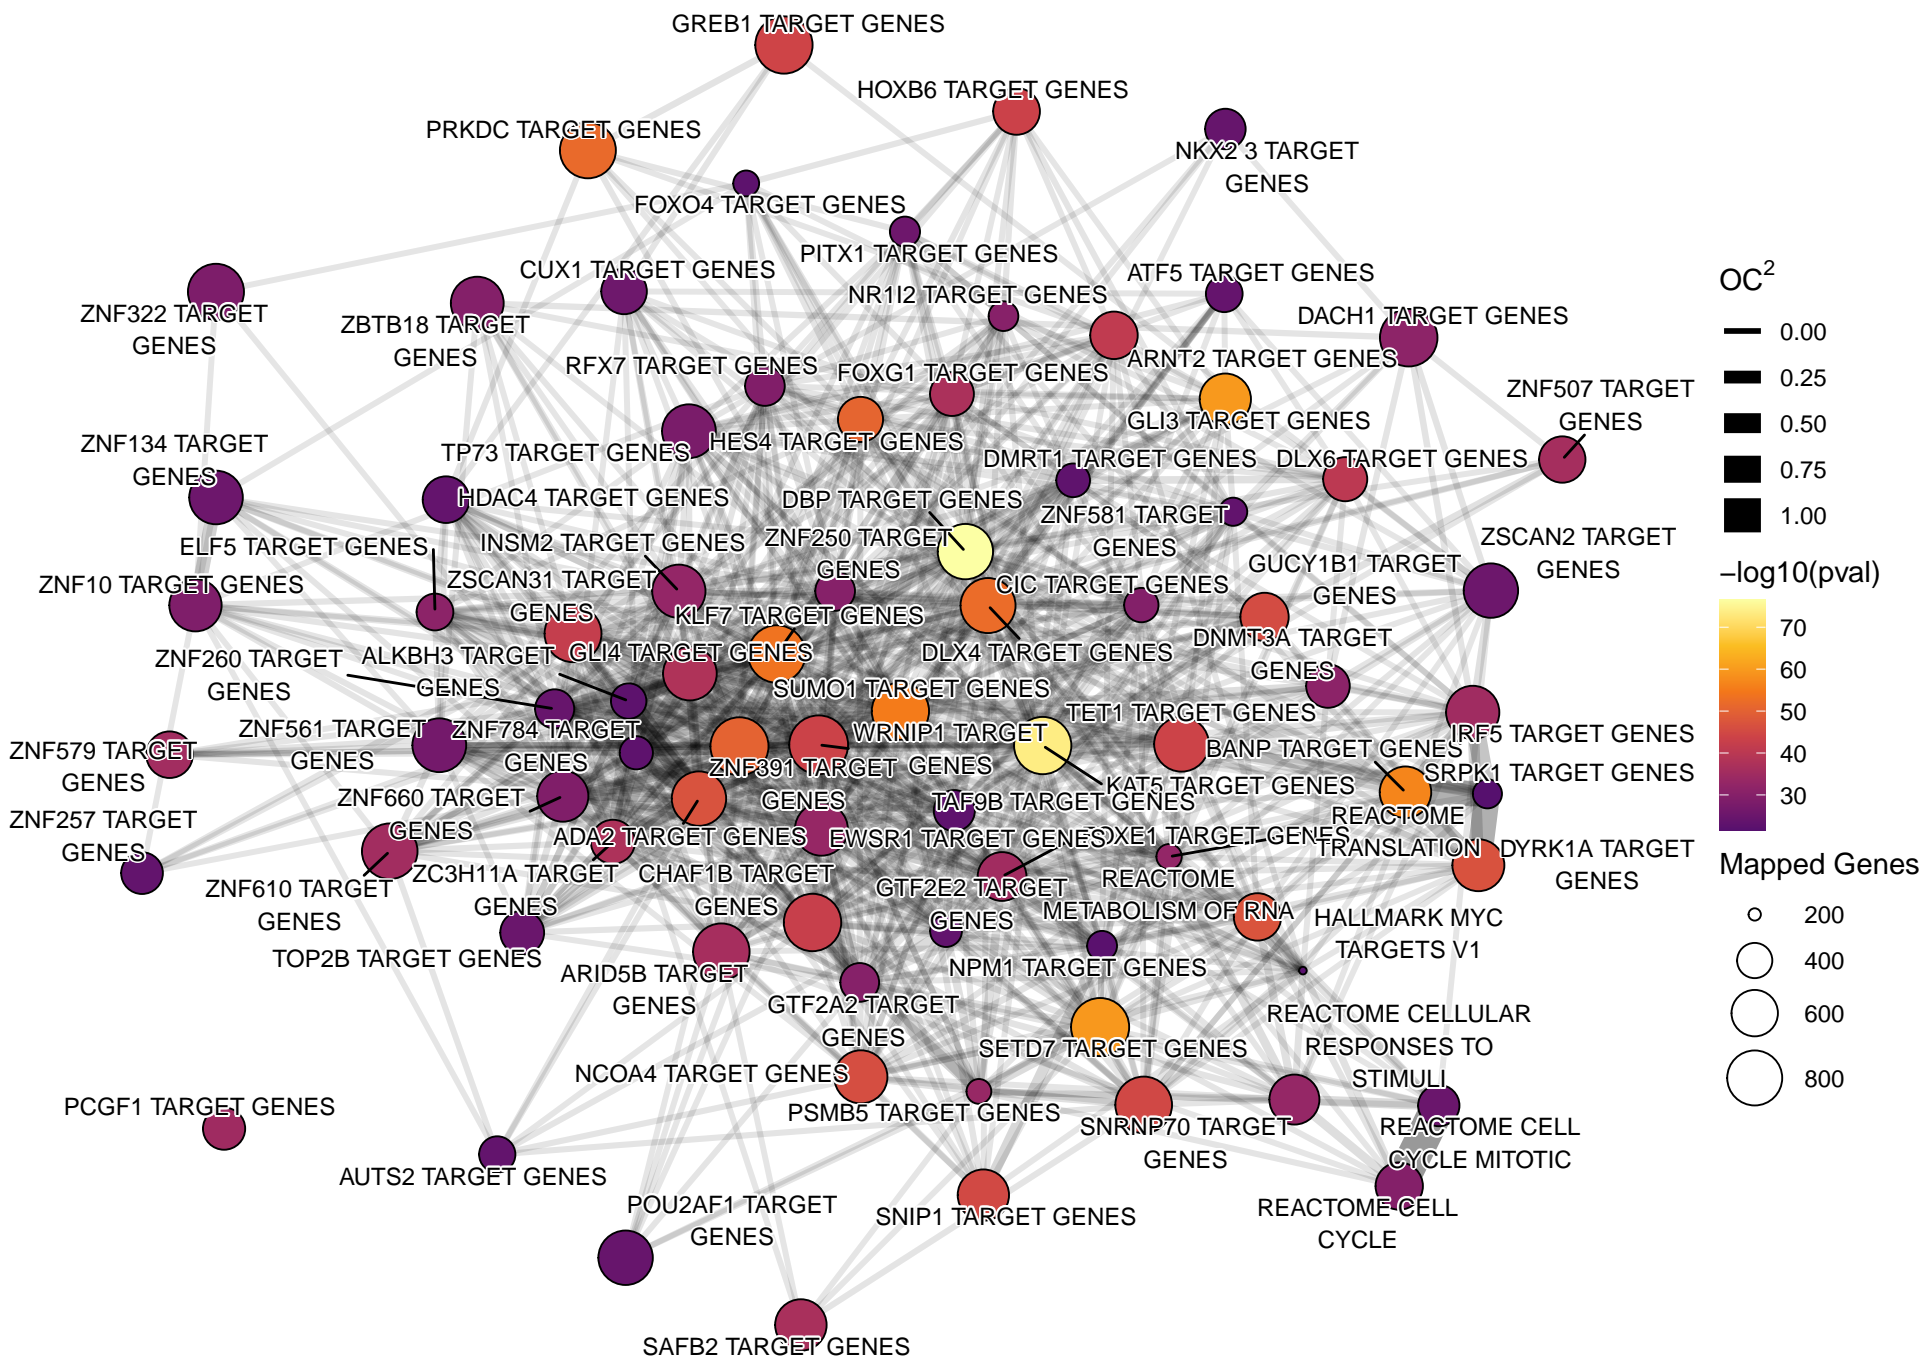 GREB1 TARGET GENES
HOXB6 TARGET GENES
PRKDC TARGET GENES
NKX2 3 TARGET
GENES
FOXO4 TARGET GENES
PITX1 TARGET GENES
CUX1 TARGET GENES
ATF5 TARGET GENES
NR1I2 TARGET GENES
ZNF322 TARGET
GENES
ZBTB18 TARGET
GENES
DACH1 TARGET GENES
ARNT2 TARGET GENES
RFX7 TARGET GENES
FOXG1 TARGET GENES
ZNF507 TARGET
GENES
GLI3 TARGET GENES
HES4 TARGET GENES
TP73 TARGET GENES
ZNF134 TARGET
GENES
DMRT1 TARGET GENES
DLX6 TARGET GENES
HDAC4 TARGET GENES
DBP TARGET GENES
ZNF581 TARGET
GENES
ZSCAN2 TARGET
GENES
ELF5 TARGET GENES
INSM2 TARGET GENES
ZNF250 TARGET
GENES
GUCY1B1 TARGET
GENES
ZNF10 TARGET GENES
ZSCAN31 TARGET
GENES
CIC TARGET GENES
KLF7 TARGET GENES
DNMT3A TARGET
GENES
ZNF260 TARGET
GENES
ALKBH3 TARGET
GENES
GLI4 TARGET GENES
DLX4 TARGET GENES
SUMO1 TARGET GENES
TET1 TARGET GENES
ZNF561 TARGET
GENES
ZNF784 TARGET
GENES
WRNIP1 TARGET
GENES
IRF5 TARGET GENES
BANP TARGET GENES
ZNF579 TARGET
GENES
ZNF391 TARGET
GENES
KAT5 TARGET GENES
SRPK1 TARGET GENES
ZNF660 TARGET
GENES
TAF9B TARGET GENES
REACTOME
TRANSLATION
ZNF257 TARGET
GENES
ADA2 TARGET GENES
EWSR1 TARGET GENES
OXE1 TARGET GENES
DYRK1A TARGET
GENES
ZNF610 TARGET
GENES
ZC3H11A TARGET
GENES
CHAF1B TARGET
GENES
GTF2E2 TARGET
GENES
REACTOME
METABOLISM OF RNA
HALLMARK MYC
TARGETS V1
TOP2B TARGET GENES
ARID5B TARGET
GENES
NPM1 TARGET GENES
GTF2A2 TARGET
GENES
REACTOME CELLULAR
RESPONSES TO
STIMULI
SETD7 TARGET GENES
NCOA4 TARGET GENES
PCGF1 TARGET GENES
PSMB5 TARGET GENES
SNRNP70 TARGET
GENES
REACTOME CELL
CYCLE MITOTIC
AUTS2 TARGET GENES
POU2AF1 TARGET
GENES
SNIP1 TARGET GENES
REACTOME CELL
CYCLE
SAFB2 TARGET GENES
OC2
0.00
0.25
0.50
0.75
1.00
−log10(pval)
70
60
50
40
30
Mapped Genes
200
400
600
800